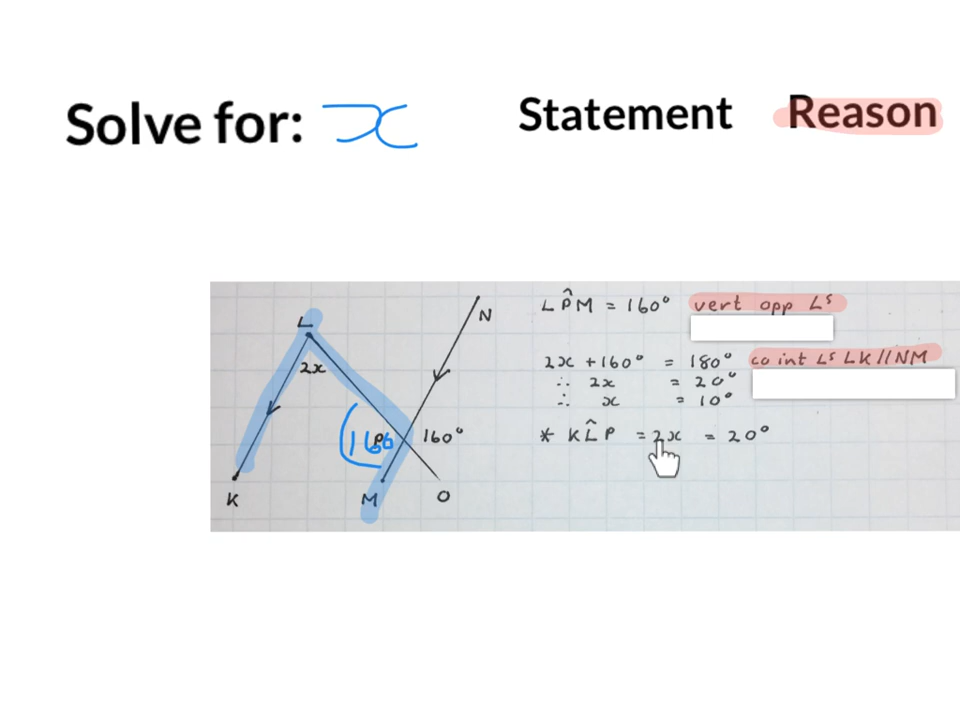 Solve for: x
Statement Reason
LP̂M = 160° vert opp ∠s
2x + 160° = 180° co int ∠s LK//NM
∴ 2x = 20°
∴ x = 10°
* KL̂P = 2x = 20°
L
N
2x
160
P
160°
K
M
O